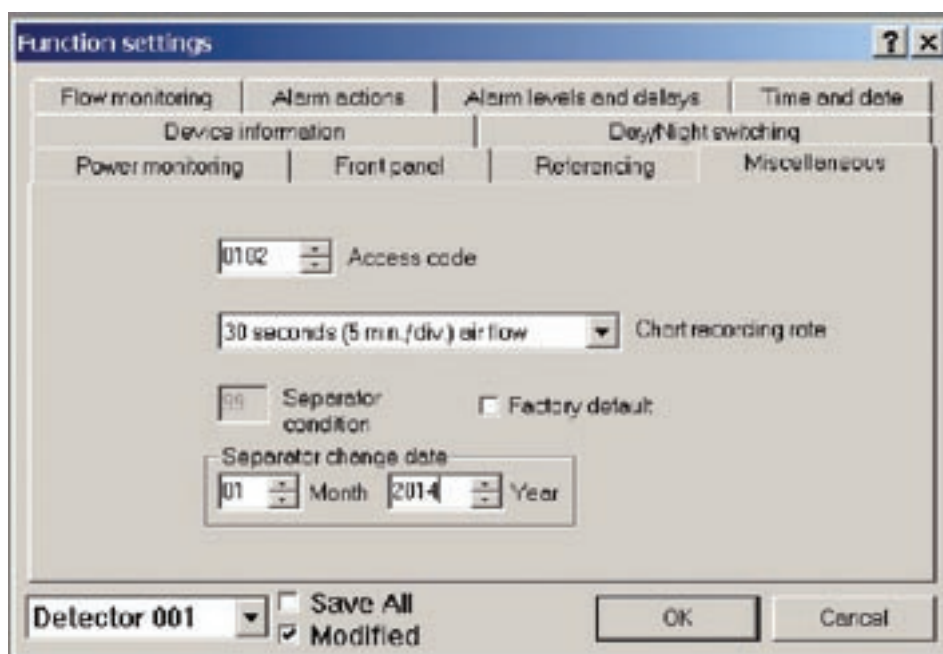 Function settings
Flow monitoring Alarm actions Alarm levels and delays Time and date
Device information Day/Night switching
Power monitoring Front panel Referencing Miscellaneous
0102 Access code
30 seconds (5 min./div.) air flow Chart recording rate
99 Separator condition Factory default
Separator change date
01 Month 2014 Year
Detector 001 Save All
Modified
OK Cancel